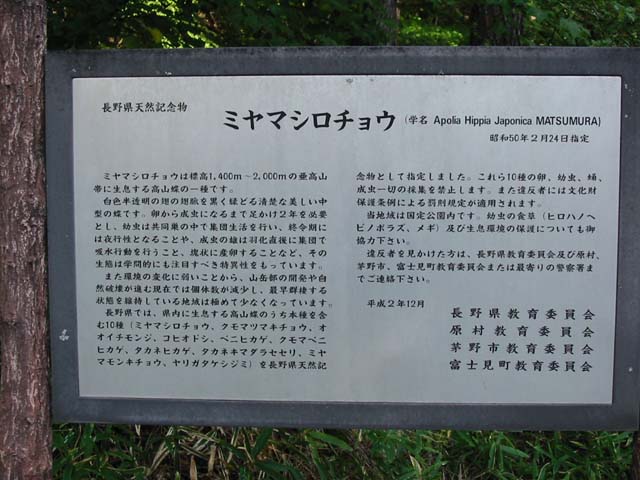 長野県天然記念物
ミヤマシロチョウ (学名 Apolia Hippia Japonica MATSUMURA)
昭和50年2月24日指定
ミヤマシロチョウは標高1,400m～2,000mの亜高山
帯に生息する高山蝶の一種です。
白色半透明の翅の翅脈を黒く縁どる清楚な美しい中
型の蝶です。卵から成虫になるまで足かけ2年を必要
とし、幼虫は共同巣の中で集団生活を行い、終令期に
は夜行性となることや、成虫の雄は羽化直後に集団で
吸水行動を行うこと、塊状に産卵することなど、その
生態は学問的にも注目すべき特異性をもっています。
また環境の変化に弱いことから、山岳部の開発や自
然破壊が進む現在では個体数が減少し、最早群棲する
状態を維持している地域は極めて少なくなっています。
長野県では、県内に生息する高山蝶のうち本種を含
む10種(ミヤマシロチョウ、クモマツマキチョウ、オ
オイチモンジ、コヒオドシ、ベニヒカゲ、クモマベニ
ヒカゲ、タカネヒカゲ、タカネキマダラセセリ、ミヤ
マモンキチョウ、ヤリガタケシジミ)を長野県天然記
念物として指定しました。これら10種の卵、幼虫、蛹、
成虫一切の採集を禁止します。また違反者には文化財
保護条例による罰則規定が適用されます。
当地域は国定公園内です。幼虫の食草(ヒロハノヘ
ビノボラズ、メギ)及び生息環境の保護についても御
協力下さい。
違反者を見かけた方は、長野県教育委員会及び原村、
茅野市、富士見町教育委員会または最寄りの警察署ま
でご連絡下さい。
平成2年12月
長野県教育委員会
原村教育委員会
茅野市教育委員会
富士見町教育委員会